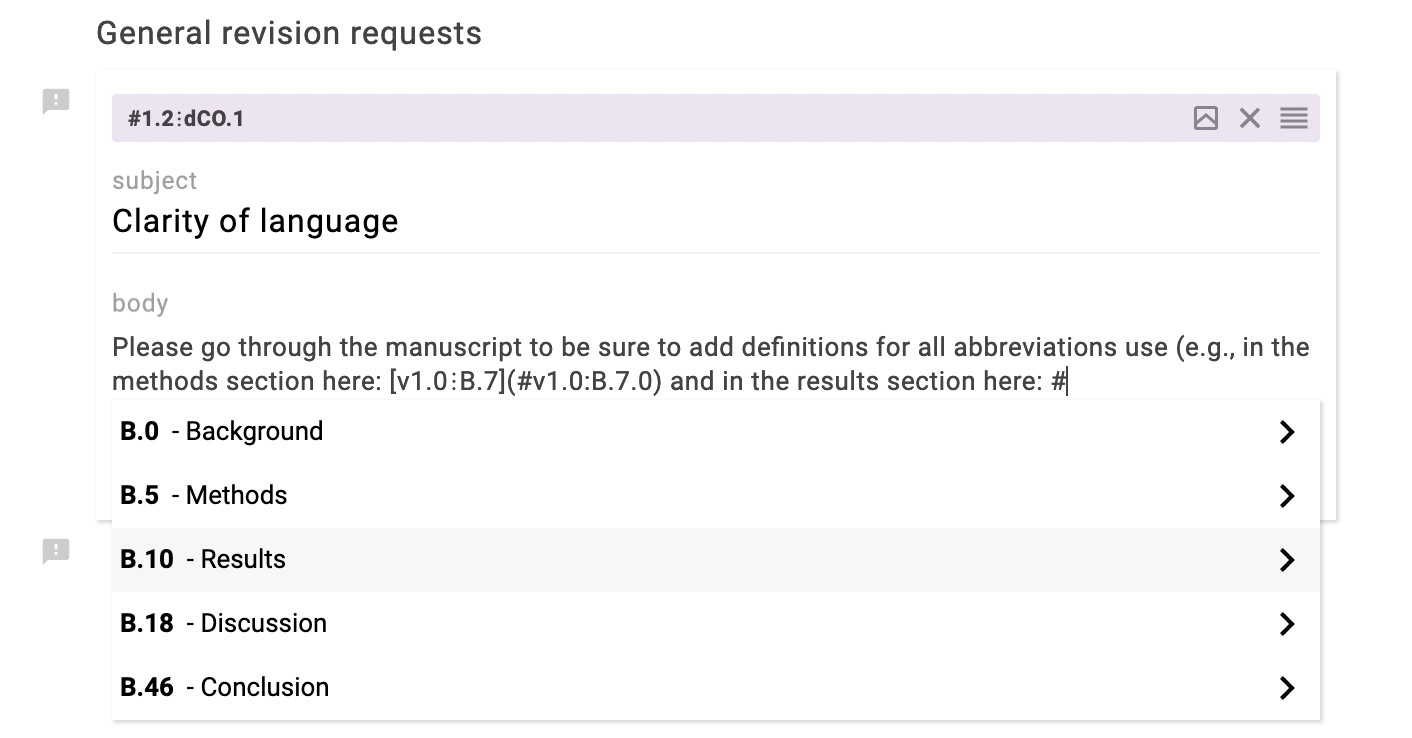 General revision requests
#1.2⋮dCO.1
subject
Clarity of language
body
Please go through the manuscript to be sure to add definitions for all abbreviations use (e.g., in the
methods section here: [v1.0⋮B.7](#v1.0:B.7.0) and in the results section here: #
B.0 - Background
B.5 - Methods
B.10 - Results
B.18 - Discussion
B.46 - Conclusion